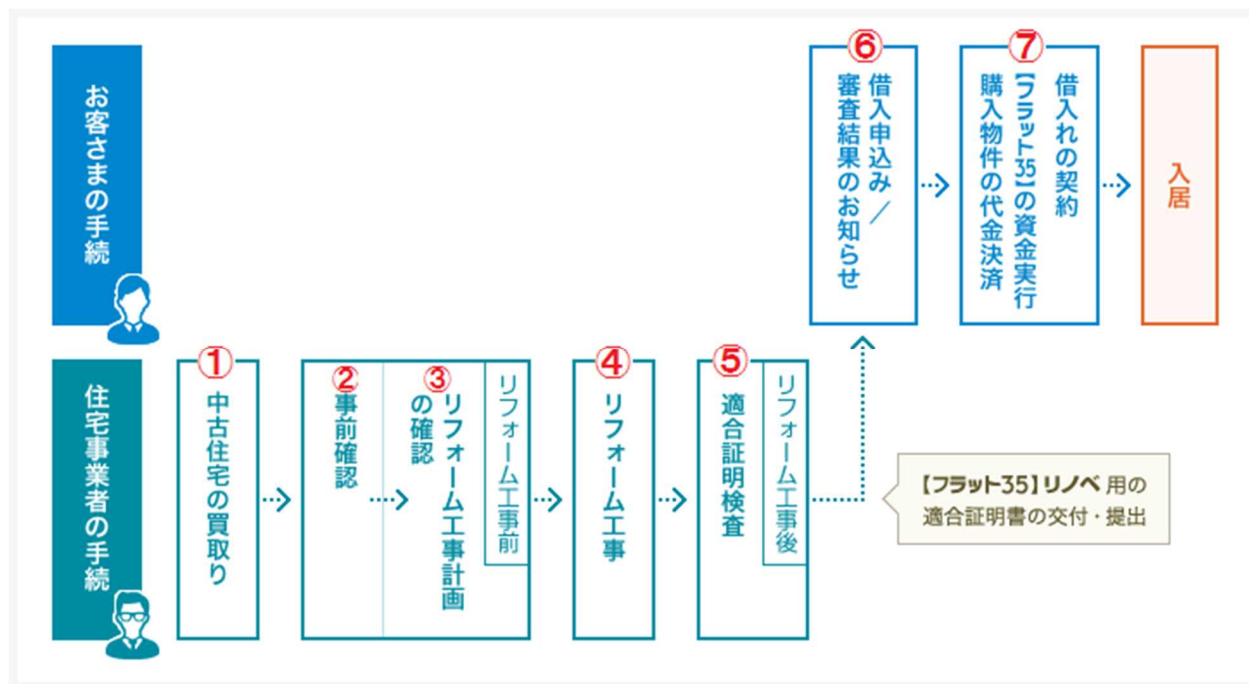 お客さまの手続
⑥
借入申込み／
審査結果のお知らせ
⑦
借入れの契約
【フラット35】の資金実行
購入物件の代金決済
入居
住宅事業者の手続
①
中古住宅の買取り
②
事前確認
③
リフォーム工事計画
の確認
リフォーム工事前
④
リフォーム工事
⑤
適合証明検査
リフォーム工事後
【フラット35】リノベ 用の
適合証明書の交付・提出